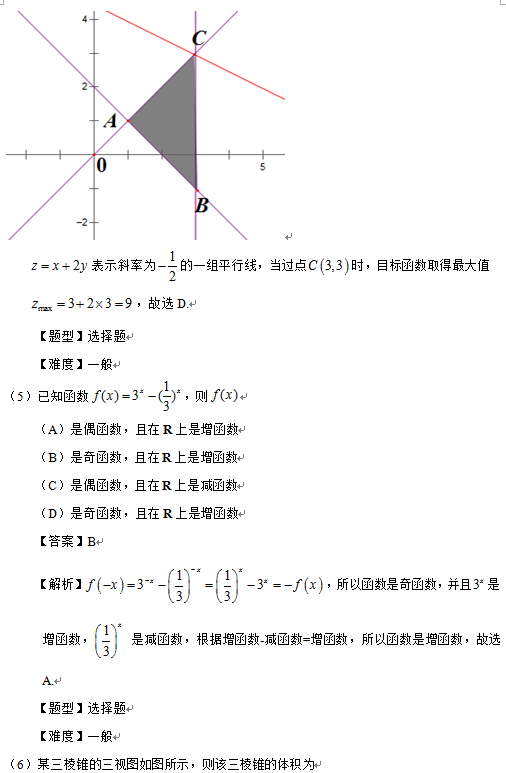 4
C
2
A
0
5
B
−2
z = x + 2y 表示斜率为 −1/2 的一组平行线，当过点 C(3,3) 时，目标函数取得最大值
z_max = 3 + 2×3 = 9，故选 D.
【题型】选择题
【难度】一般
（5）已知函数 f(x) = 3^x − (1/3)^x，则 f(x)
（A）是偶函数，且在 R 上是增函数
（B）是奇函数，且在 R 上是增函数
（C）是偶函数，且在 R 上是减函数
（D）是奇函数，且在 R 上是增函数
【答案】B
【解析】f(−x) = 3^(−x) − (1/3)^(−x) = (1/3)^x − 3^x = −f(x)，所以函数是奇函数，并且 3^x 是
增函数，(1/3)^x 是减函数，根据增函数-减函数=增函数，所以函数是增函数，故选
A.
【题型】选择题
【难度】一般
（6）某三棱锥的三视图如图所示，则该三棱锥的体积为